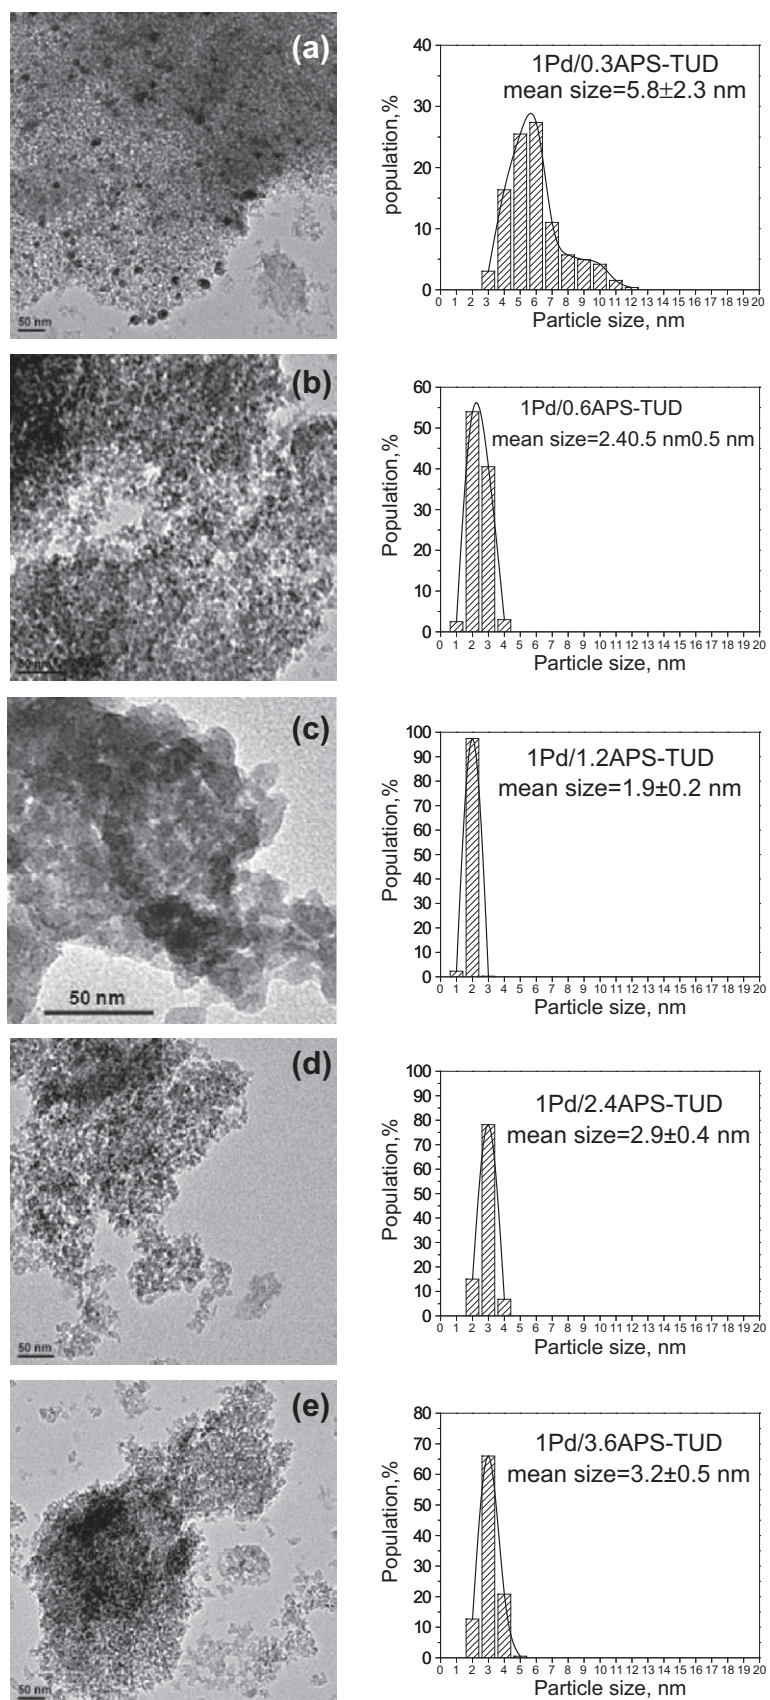 (a)
50 nm
1Pd/0.3APS-TUD
mean size=5.8±2.3 nm
population,%
40
30
20
10
0
0 1 2 3 4 5 6 7 8 9 10 11 12 13 14 15 16 17 18 19 20
Particle size, nm
(b)
50 nm
1Pd/0.6APS-TUD
mean size=2.40.5 nm0.5 nm
Population,%
60
50
40
30
20
10
0
0 1 2 3 4 5 6 7 8 9 10 11 12 13 14 15 16 17 18 19 20
Particle size, nm
(c)
50 nm
1Pd/1.2APS-TUD
mean size=1.9±0.2 nm
Population,%
100
90
80
70
60
50
40
30
20
10
0
0 1 2 3 4 5 6 7 8 9 10 11 12 13 14 15 16 17 18 19 20
Particle size, nm
(d)
50 nm
1Pd/2.4APS-TUD
mean size=2.9±0.4 nm
Population,%
100
90
80
70
60
50
40
30
20
10
0
0 1 2 3 4 5 6 7 8 9 10 11 12 13 14 15 16 17 18 19 20
Particle size, nm
(e)
50 nm
1Pd/3.6APS-TUD
mean size=3.2±0.5 nm
Population,%
80
70
60
50
40
30
20
10
0
0 1 2 3 4 5 6 7 8 9 10 11 12 13 14 15 16 17 18 19 20
Particle size, nm